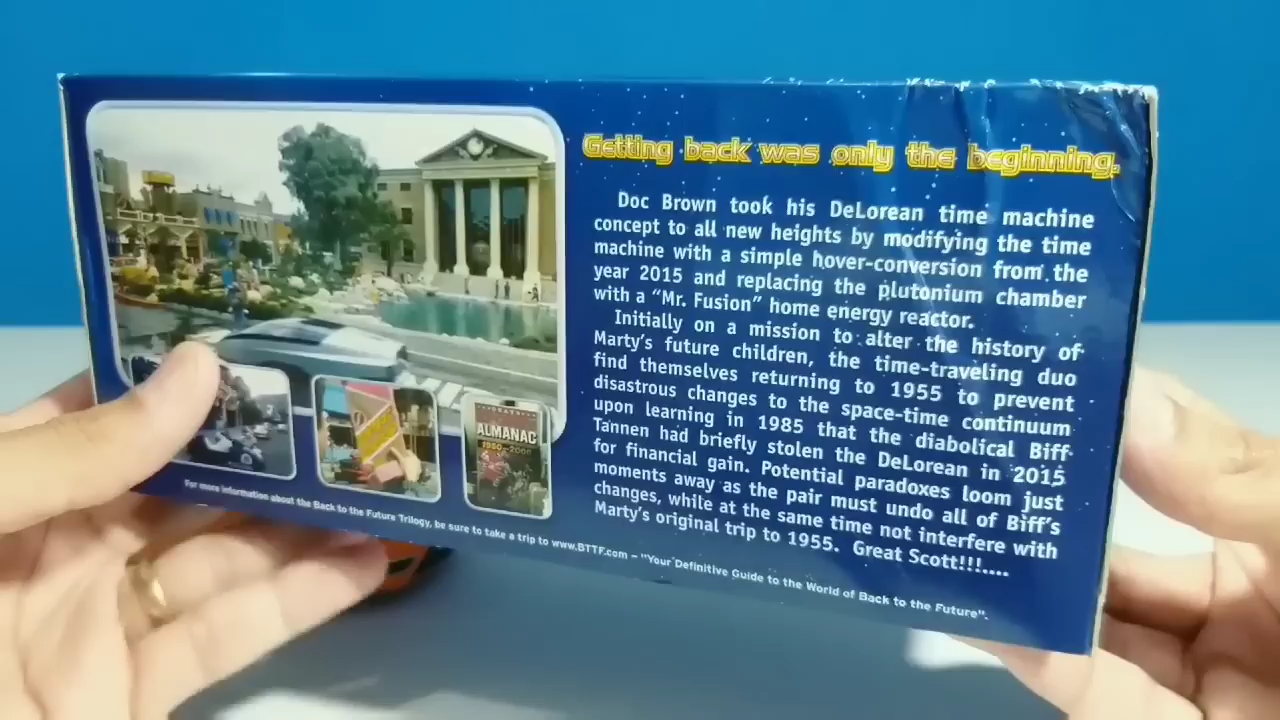 Getting back was only the beginning.
Doc Brown took his DeLorean time machine
concept to all new heights by modifying the time
machine with a simple hover-conversion from the
year 2015 and replacing the plutonium chamber
with a "Mr. Fusion" home energy reactor.
Initially on a mission to alter the history of
Marty's future children, the time-traveling duo
find themselves returning to 1955 to prevent
disastrous changes to the space-time continuum
upon learning in 1985 that the diabolical Biff
Tannen had briefly stolen the DeLorean in 2015
for financial gain. Potential paradoxes loom just
moments away as the pair must undo all of Biff's
changes, while at the same time not interfere with
Marty's original trip to 1955. Great Scott!!!....
ALMANAC
1950-2000
For more information about the Back to the Future Trilogy, be sure to take a trip to www.BTTF.com – "Your Definitive Guide to the World of Back to the Future".